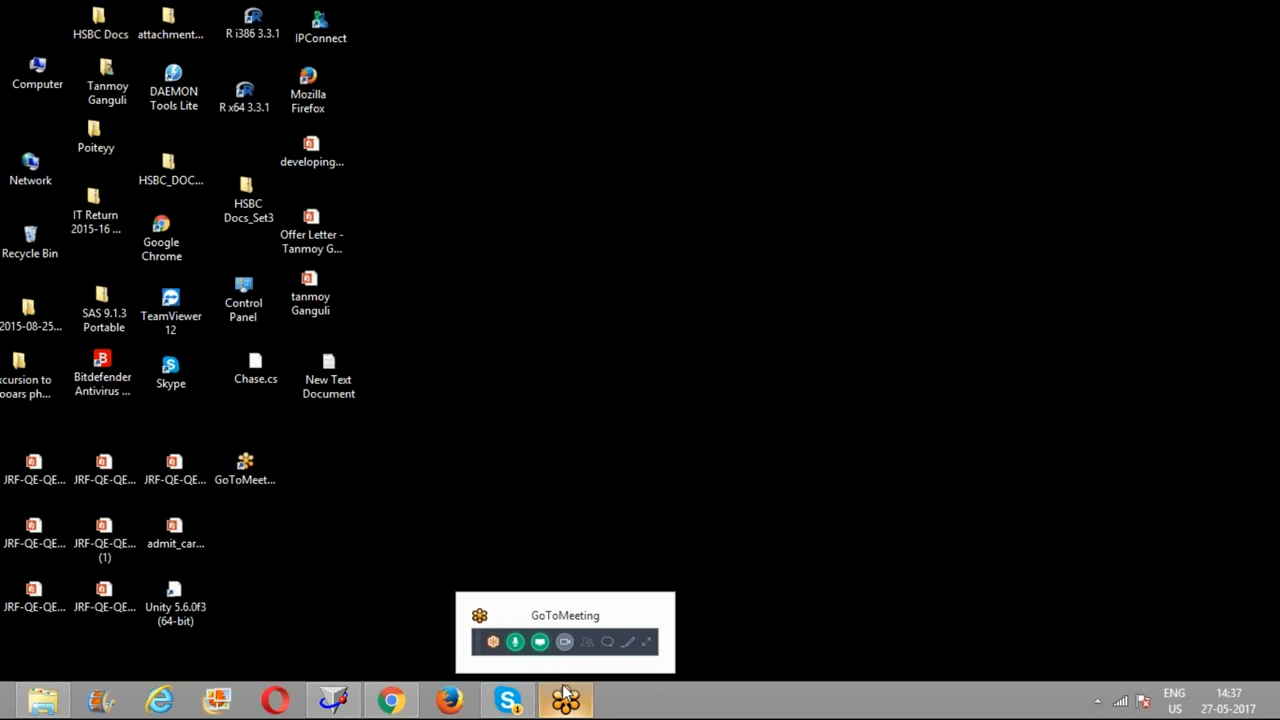 HSBC Docs
attachment...
R i386 3.3.1
IPConnect
Computer
Tanmoy
Ganguli
DAEMON
Tools Lite
R x64 3.3.1
Mozilla
Firefox
Poiteyy
developing...
Network
HSBC_DOC...
HSBC
Docs_Set3
IT Return
2015-16 ...
Google
Chrome
Offer Letter -
Tanmoy G...
Recycle Bin
SAS 9.1.3
Portable
TeamViewer
12
Control
Panel
tanmoy
Ganguli
2015-08-25...
xcursion to
ooars ph...
Bitdefender
Antivirus ...
Skype
Chase.cs
New Text
Document
JRF-QE-QE...
JRF-QE-QE...
JRF-QE-QE...
GoToMeet...
JRF-QE-QE...
JRF-QE-QE...
(1)
admit_car...
JRF-QE-QE...
JRF-QE-QE...
Unity 5.6.0f3
(64-bit)
GoToMeeting
ENG
US
14:37
27-05-2017